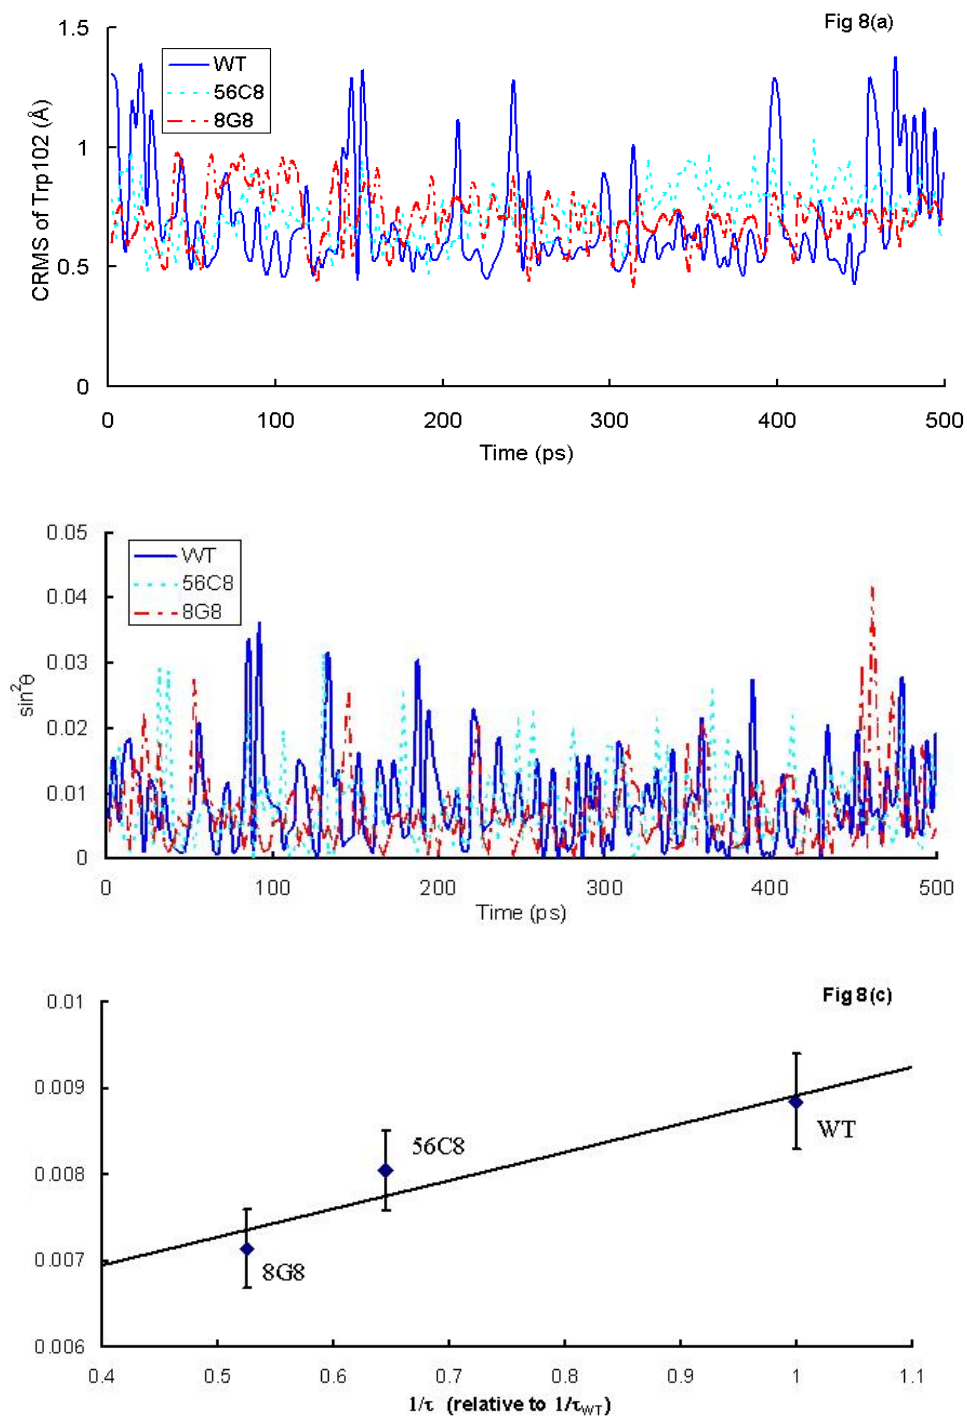 Fig 8(a)
1.5
WT
56C8
8G8
1
0.5
0
CRMS of Trp102 (Å)
0 100 200 300 400 500
Time (ps)
0.05
WT
56C8
8G8
0.04
0.03
0.02
0.01
0
sin²θ
0 100 200 300 400 500
Time (ps)
Fig 8(c)
0.01
0.009
WT
56C8
0.008
0.007
8G8
0.006
0.4 0.5 0.6 0.7 0.8 0.9 1 1.1
1/τ (relative to 1/τWT)